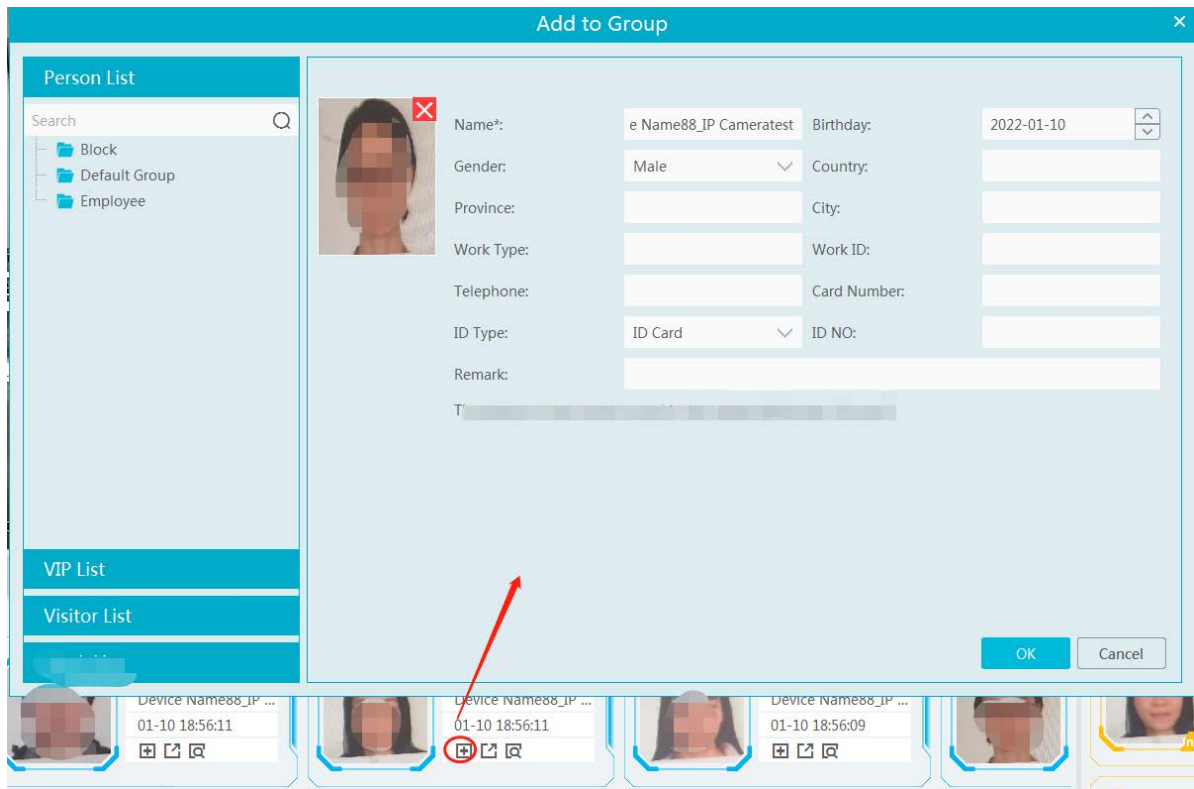 Add to Group
Person List
Search
Block
Default Group
Employee
VIP List
Visitor List
Name*: e Name88_IP Cameratest Birthday: 2022-01-10
Gender: Male Country:
Province: City:
Work Type: Work ID:
Telephone: Card Number:
ID Type: ID Card ID NO:
Remark:
OK Cancel
Device Name88_IP ... Device Name88_IP ... Device Name88_IP ...
01-10 18:56:11 01-10 18:56:11 01-10 18:56:09